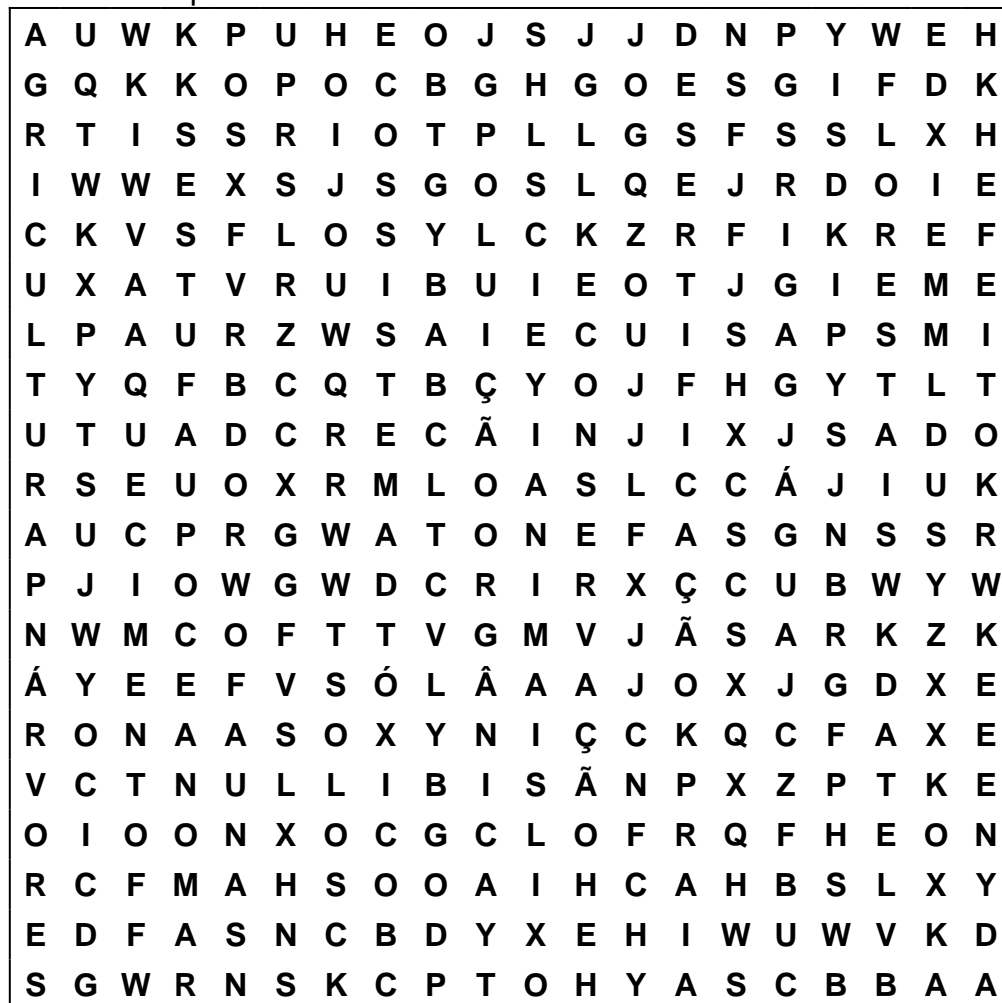 A U W K P U H E O J S J J D N P Y W E H
G Q K K O P O C B G H G O E S G I F D K
R T I S S R I O T P L L G S F S S L X H
I W W E X S J S G O S L Q E J R D O I E
C K V S F L O S Y L C K Z R F I K R E F
U X A T V R U I B U I E O T J G I E M E
L P A U R Z W S A I E C U I S A P S M I
T Y Q F B C Q T B Ç Y O J F H G Y T L T
U T U A D C R E C Ã I N J I X J S A D O
R S E U O X R M L O A S L C C Á J I U K
A U C P R G W A T O N E F A S G N S S R
P J I O W G W D C R I R X Ç C U B W Y W
N W M C O F T T V G M V J Ã S A R K Z K
Á Y E E F V S Ó L Â A A J O X J G D X E
R O N A A S O X Y N I Ç C K Q C F A X E
V C T N U L L I B I S Ã N P X Z P T K E
O I O O N X O C G C L O F R Q F H E O N
R C F M A H S O O A I H C A H B S L X Y
E D F A S N C B D Y X E H I W U W V K D
S G W R N S K C P T O H Y A S C B B A A